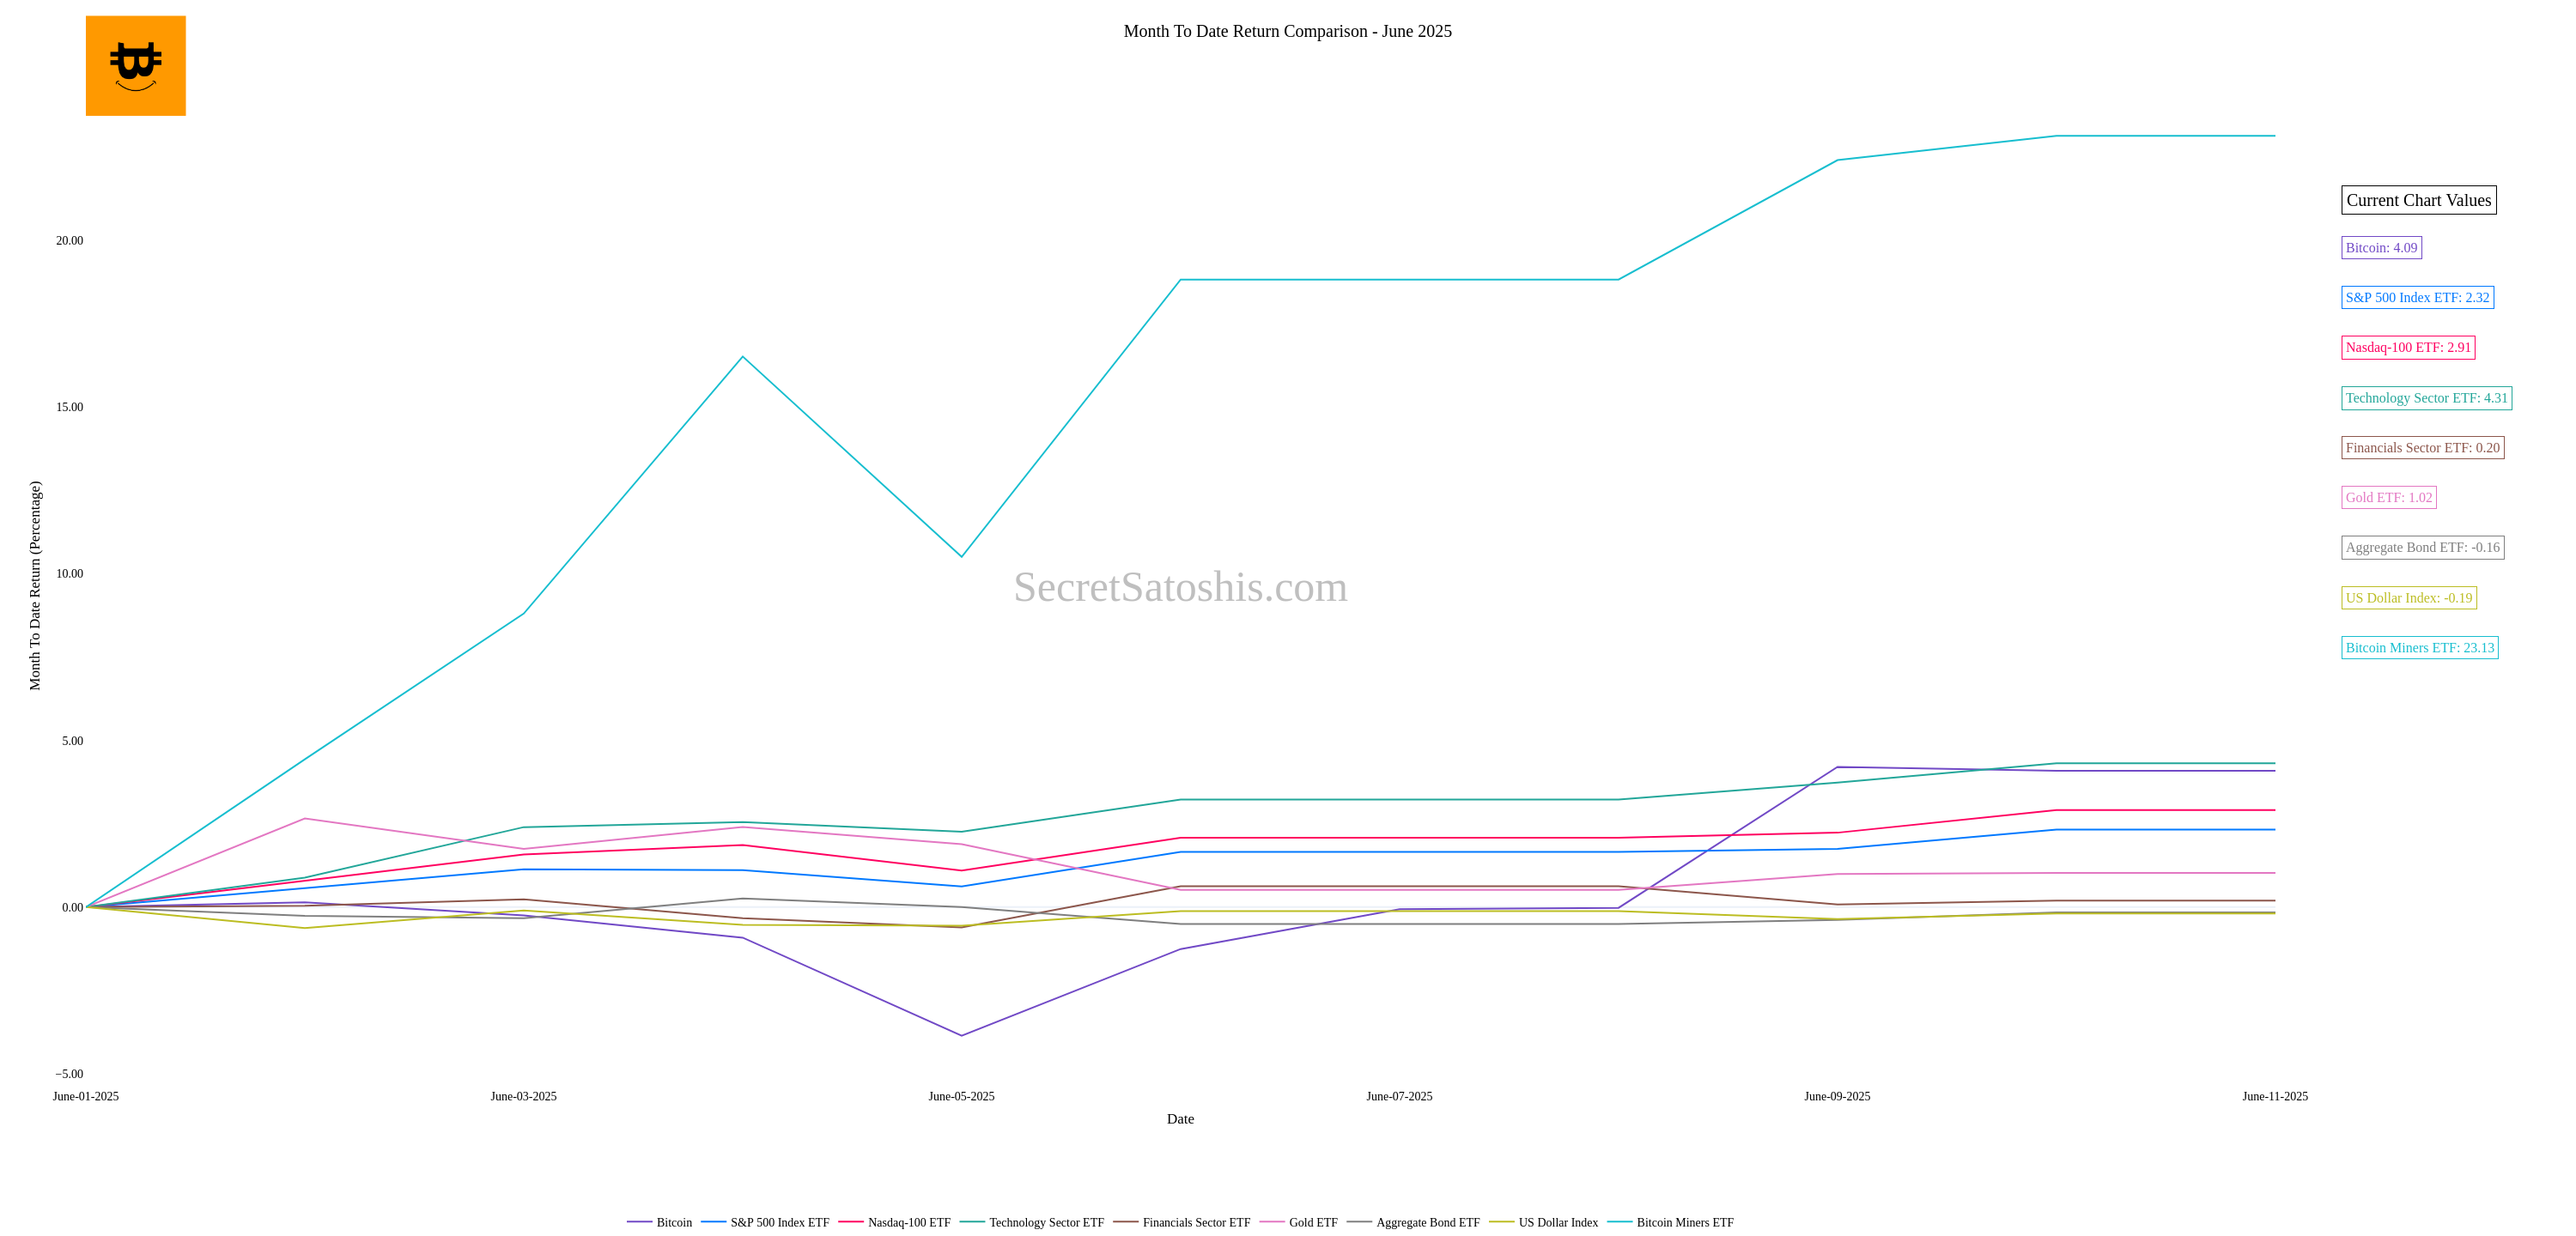 Month To Date Return Comparison - June 2025
Current Chart Values
Bitcoin: 4.09
S&P 500 Index ETF: 2.32
Nasdaq-100 ETF: 2.91
Technology Sector ETF: 4.31
Financials Sector ETF: 0.20
Gold ETF: 1.02
Aggregate Bond ETF: -0.16
US Dollar Index: -0.19
Bitcoin Miners ETF: 23.13
20.00
15.00
10.00
5.00
0.00
−5.00
Month To Date Return (Percentage)
SecretSatoshis.com
June-01-2025 June-03-2025 June-05-2025 June-07-2025 June-09-2025 June-11-2025
Date
Bitcoin S&P 500 Index ETF Nasdaq-100 ETF Technology Sector ETF Financials Sector ETF Gold ETF Aggregate Bond ETF US Dollar Index Bitcoin Miners ETF